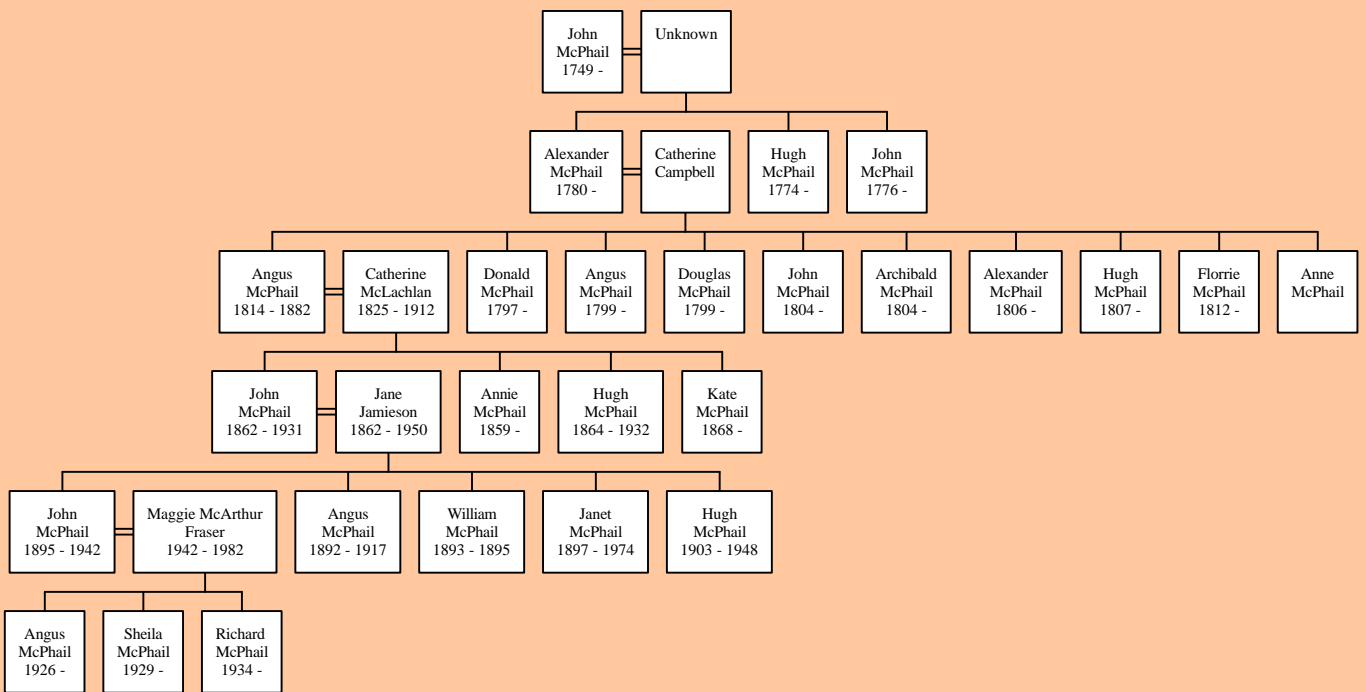 John
McPhail
1749 -
Unknown
Alexander
McPhail
1780 -
Catherine
Campbell
Hugh
McPhail
1774 -
John
McPhail
1776 -
Angus
McPhail
1814 - 1882
Catherine
McLachlan
1825 - 1912
Donald
McPhail
1797 -
Angus
McPhail
1799 -
Douglas
McPhail
1799 -
John
McPhail
1804 -
Archibald
McPhail
1804 -
Alexander
McPhail
1806 -
Hugh
McPhail
1807 -
Florrie
McPhail
1812 -
Anne
McPhail
John
McPhail
1862 - 1931
Jane
Jamieson
1862 - 1950
Annie
McPhail
1859 -
Hugh
McPhail
1864 - 1932
Kate
McPhail
1868 -
John
McPhail
1895 - 1942
Maggie McArthur
Fraser
1942 - 1982
Angus
McPhail
1892 - 1917
William
McPhail
1893 - 1895
Janet
McPhail
1897 - 1974
Hugh
McPhail
1903 - 1948
Angus
McPhail
1926 -
Sheila
McPhail
1929 -
Richard
McPhail
1934 -